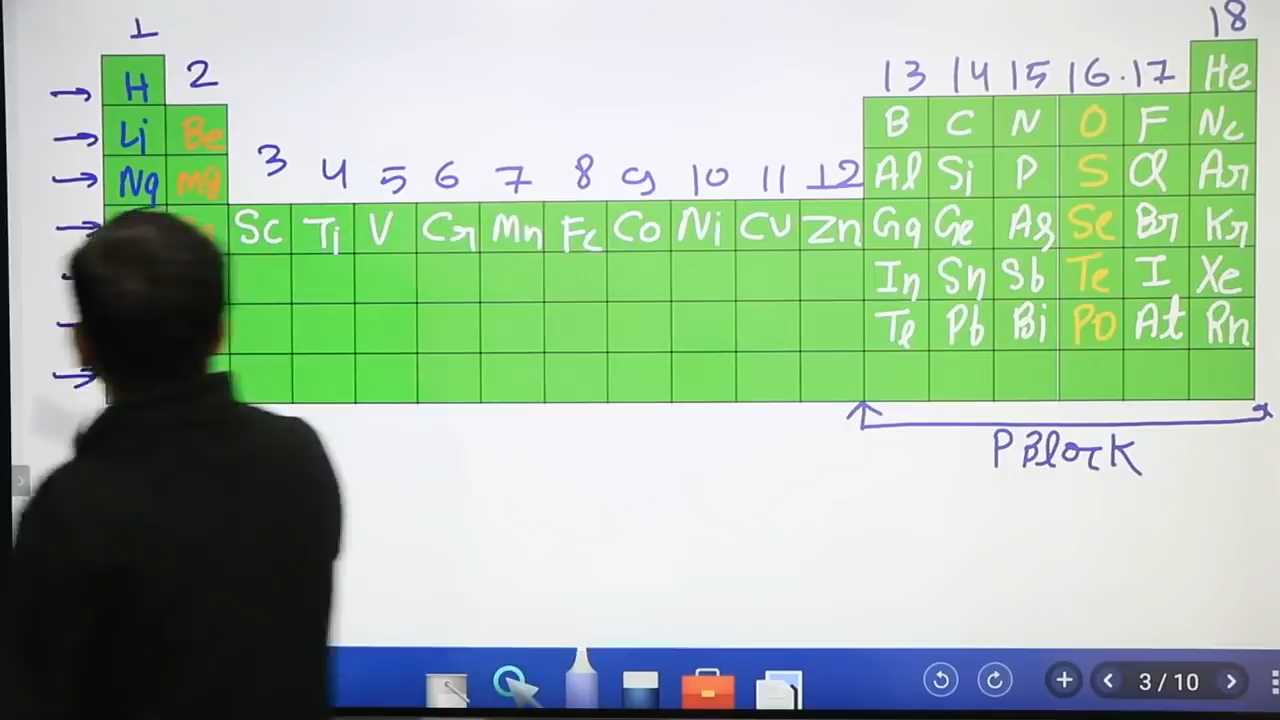 1 18
H 2 13 14 15 16 17 He
Li Be B C N O F Ne
Na Mg 3 4 5 6 7 8 9 10 11 12 Al Si P S Cl Ar
Sc Ti V Cr Mn Fe Co Ni Cu Zn Ga Ge As Se Br Kr
In Sn Sb Te I Xe
Tl Pb Bi Po At Rn
P Block
3 / 10